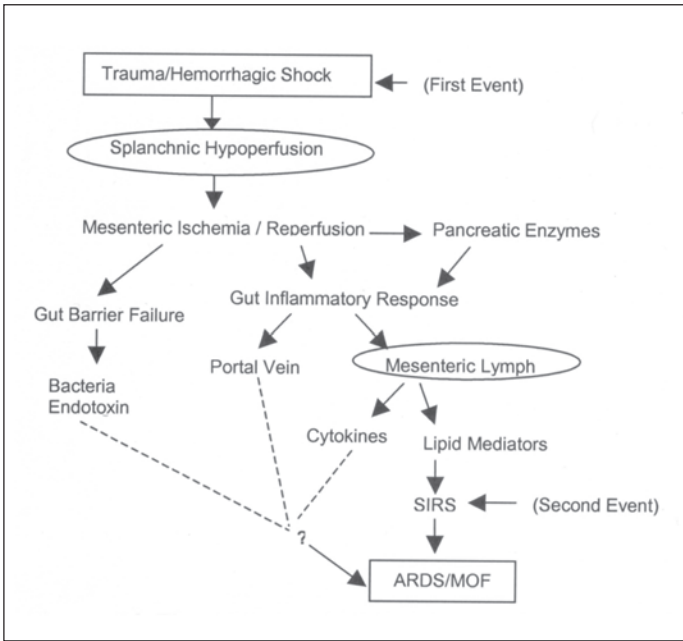 Trauma/Hemorrhagic Shock
(First Event)
Splanchnic Hypoperfusion
Mesenteric Ischemia / Reperfusion
Pancreatic Enzymes
Gut Inflammatory Response
Gut Barrier Failure
Portal Vein
Mesenteric Lymph
Bacteria
Endotoxin
Cytokines
Lipid Mediators
SIRS
(Second Event)
?
ARDS/MOF